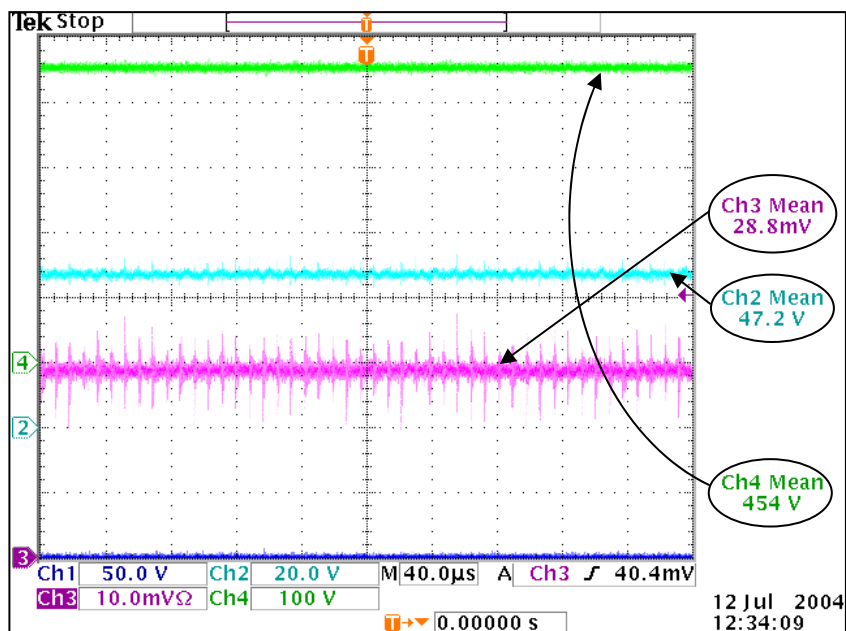 Tek Stop
T
T
Ch3 Mean
28.8mV
Ch2 Mean
47.2 V
4
2
Ch4 Mean
454 V
3
Ch1 50.0 V Ch2 20.0 V M 40.0µs A Ch3 40.4mV
Ch3 10.0mVΩ Ch4 100 V
T 0.00000 s
12 Jul 2004
12:34:09